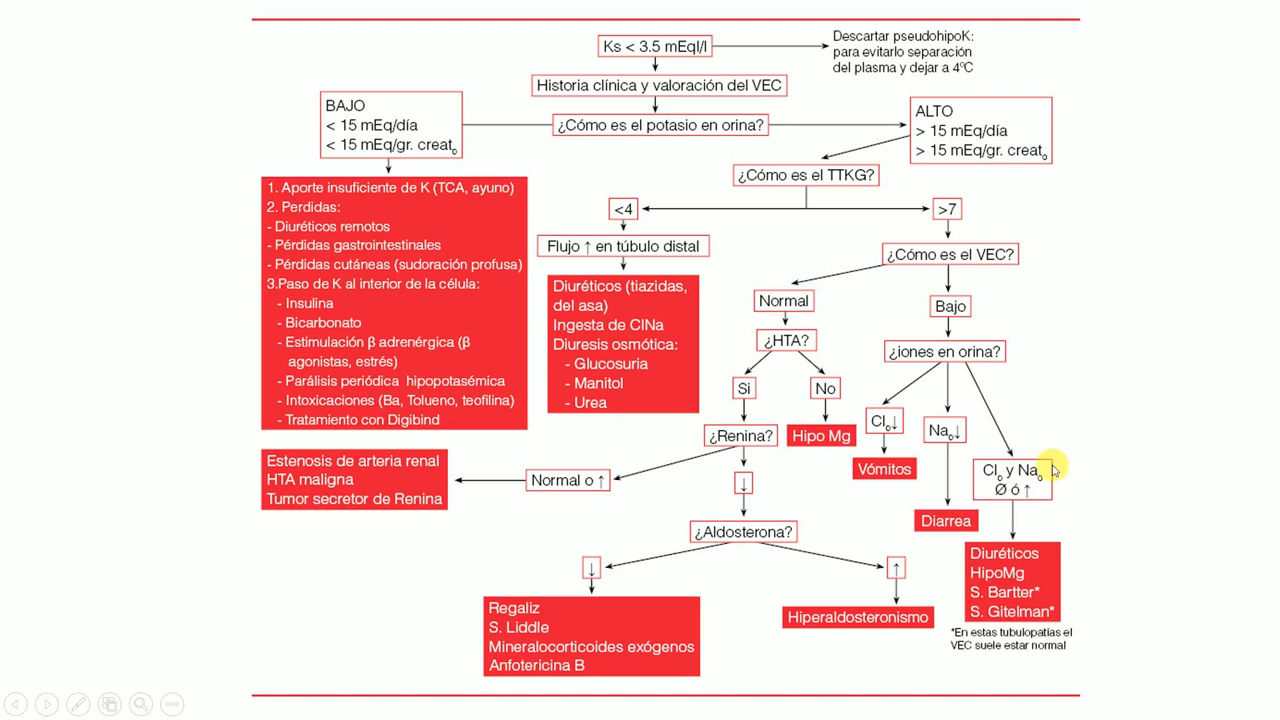 Ks < 3.5 mEql/l
Descartar pseudohipoK:
para evitarlo separación
del plasma y dejar a 4ºC
Historia clínica y valoración del VEC
¿Cómo es el potasio en orina?
BAJO
< 15 mEq/día
< 15 mEq/gr. creato
ALTO
> 15 mEq/día
> 15 mEq/gr. creato
1. Aporte insuficiente de K (TCA, ayuno)
2. Perdidas:
- Diuréticos remotos
- Pérdidas gastrointestinales
- Pérdidas cutáneas (sudoración profusa)
3.Paso de K al interior de la célula:
- Insulina
- Bicarbonato
- Estimulación β adrenérgica (β
agonistas, estrés)
- Parálisis periódica hipopotasémica
- Intoxicaciones (Ba, Tolueno, teofilina)
- Tratamiento con Digibind
¿Cómo es el TTKG?
<4
>7
Flujo ↑ en túbulo distal
Diuréticos (tiazidas,
del asa)
Ingesta de ClNa
Diuresis osmótica:
- Glucosuria
- Manitol
- Urea
¿Cómo es el VEC?
Normal
Bajo
¿HTA?
¿iones en orina?
Si
No
Hipo Mg
¿Renina?
Normal o ↑
Estenosis de arteria renal
HTA maligna
Tumor secretor de Renina
↓
¿Aldosterona?
↓
↑
Regaliz
S. Liddle
Mineralocorticoides exógenos
Anfotericina B
Hiperaldosteronismo
Clo↓
Vómitos
Nao↓
Diarrea
Clo y Nao
Ø ó ↑
Diuréticos
HipoMg
S. Bartter*
S. Gitelman*
*En estas tubulopatías el
VEC suele estar normal